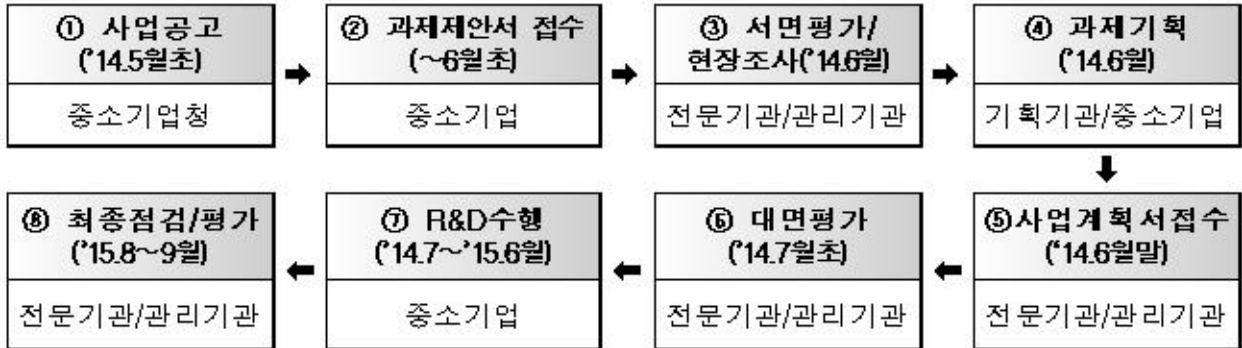 ① 사업공고
('14.5월초)
중소기업청
② 과제제안서 접수
(~6월초)
중소기업
③ 서면평가/
현장조사('14.6월)
전문기관/관리기관
④ 과제기획
('14.6월)
기획기관/중소기업
⑤사업계획서접수
('14.6월말)
전문기관/관리기관
⑥ 대면평가
('14.7월초)
전문기관/관리기관
⑦ R&D수행
('14.7~'15.6월)
중소기업
⑧ 최종점검/평가
('15.8~9월)
전문기관/관리기관